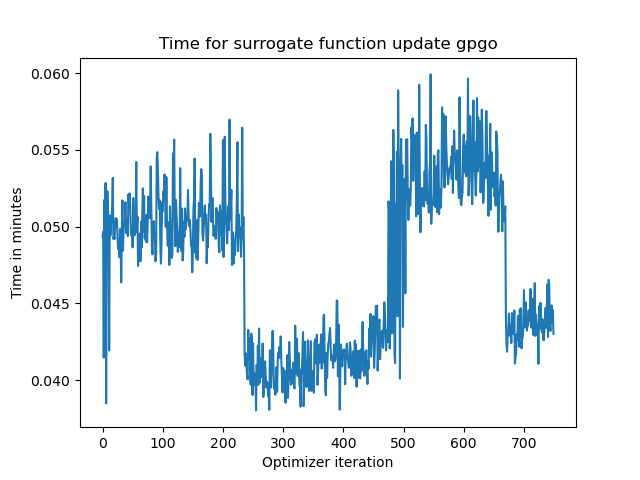 Time for surrogate function update gpgo
0.060
0.055
0.050
0.045
0.040
Time in minutes
0 100 200 300 400 500 600 700
Optimizer iteration